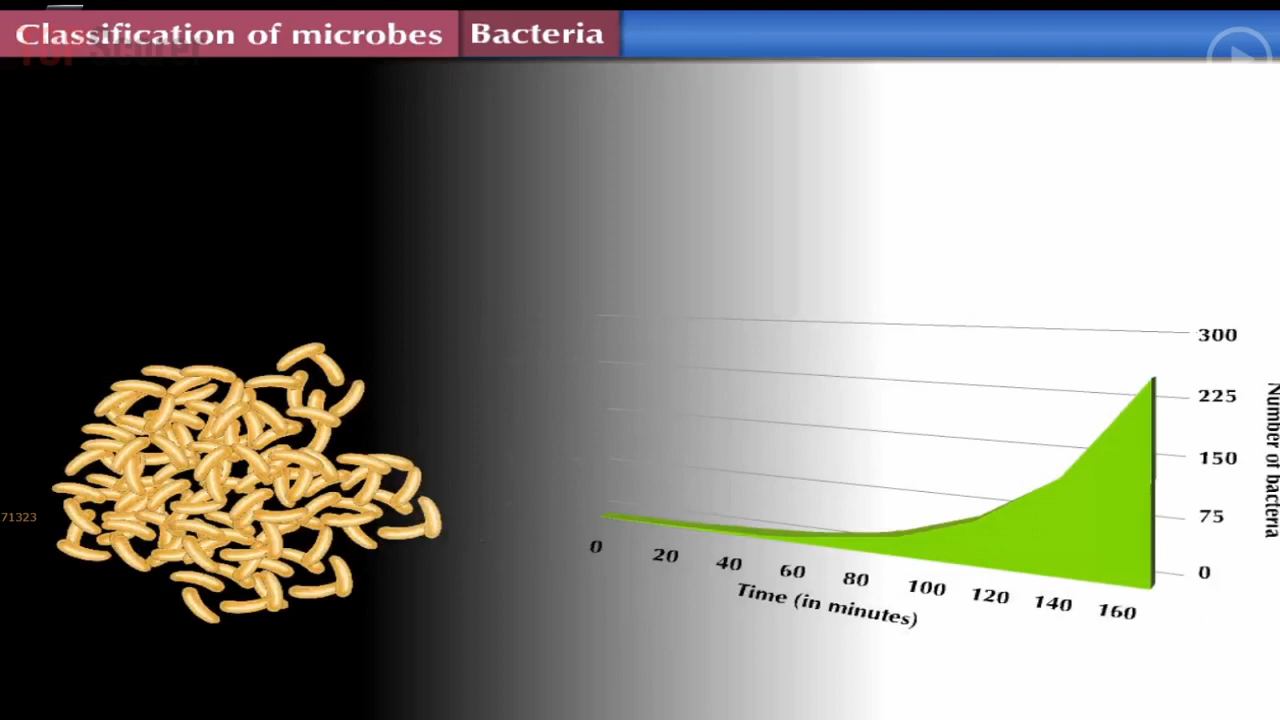 Classification of microbes Bacteria
300
225
150
75
0
Number of bacteria
0 20 40 60 80 100 120 140 160
Time (in minutes)
71323